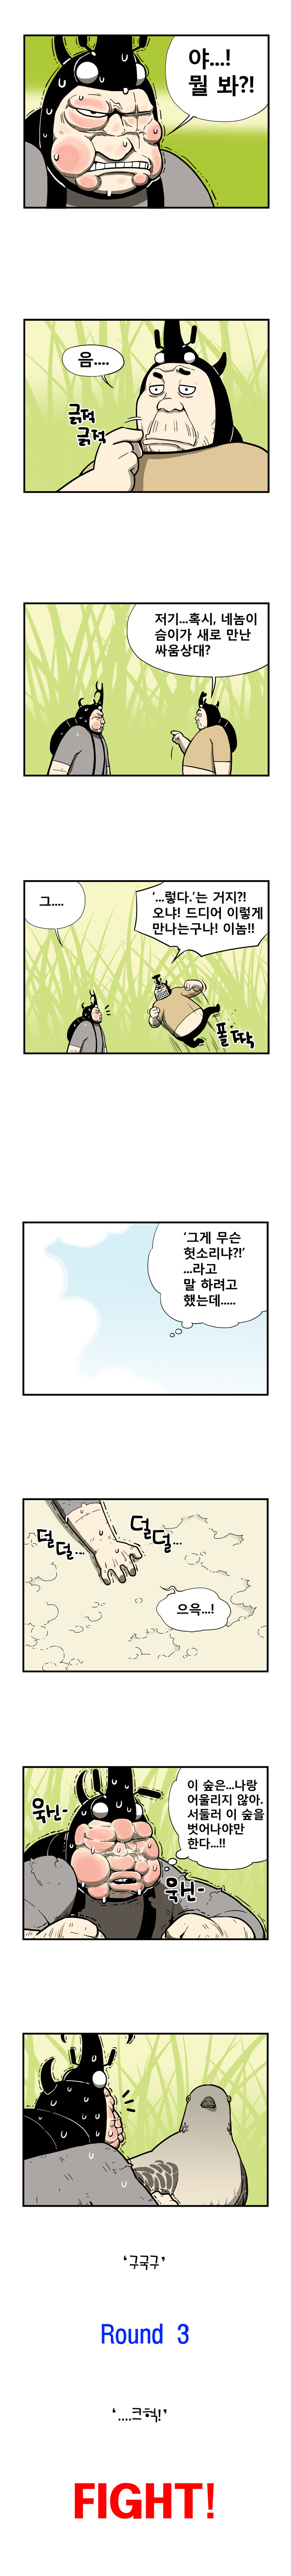 야...!
뭘 봐?!
음....
긁적
긁적
저기...혹시, 네놈이
슴이가 새로 만난
싸움상대?
그....
‘...렇다.’는 거지?!
오냐! 드디어 이렇게
만나는구나! 이놈!!
폴짝
‘그게 무슨
헛소리냐?!’
...라고
말 하려고
했는데.....
덜
덜...
덜
덜...
으윽...!
이 숲은...나랑
어울리지 않아.
서둘러 이 숲을
벗어나야만
한다...!!
욱신-
욱신-
‘구국구’
Round 3
‘....크헉!’
FIGHT!